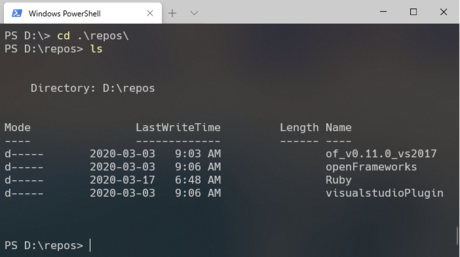 Windows PowerShell
PS D:\> cd .\repos\
PS D:\repos> ls
Directory: D:\repos
Mode                LastWriteTime         Length Name
----                -------------         ------ ----
d-----        2020-03-03   9:03 AM                of_v0.11.0_vs2017
d-----        2020-03-03   9:06 AM                openFrameworks
d-----        2020-03-17   6:48 AM                Ruby
d-----        2020-03-03   9:06 AM                visualstudioPlugin
PS D:\repos>